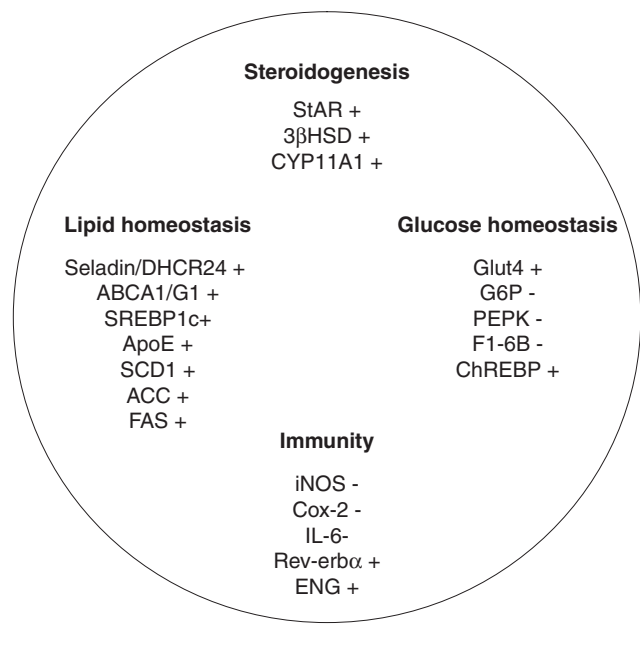 Steroidogenesis
StAR +
3βHSD +
CYP11A1 +
Lipid homeostasis
Seladin/DHCR24 +
ABCA1/G1 +
SREBP1c+
ApoE +
SCD1 +
ACC +
FAS +
Glucose homeostasis
Glut4 +
G6P -
PEPK -
F1-6B -
ChREBP +
Immunity
iNOS -
Cox-2 -
IL-6-
Rev-erbα +
ENG +